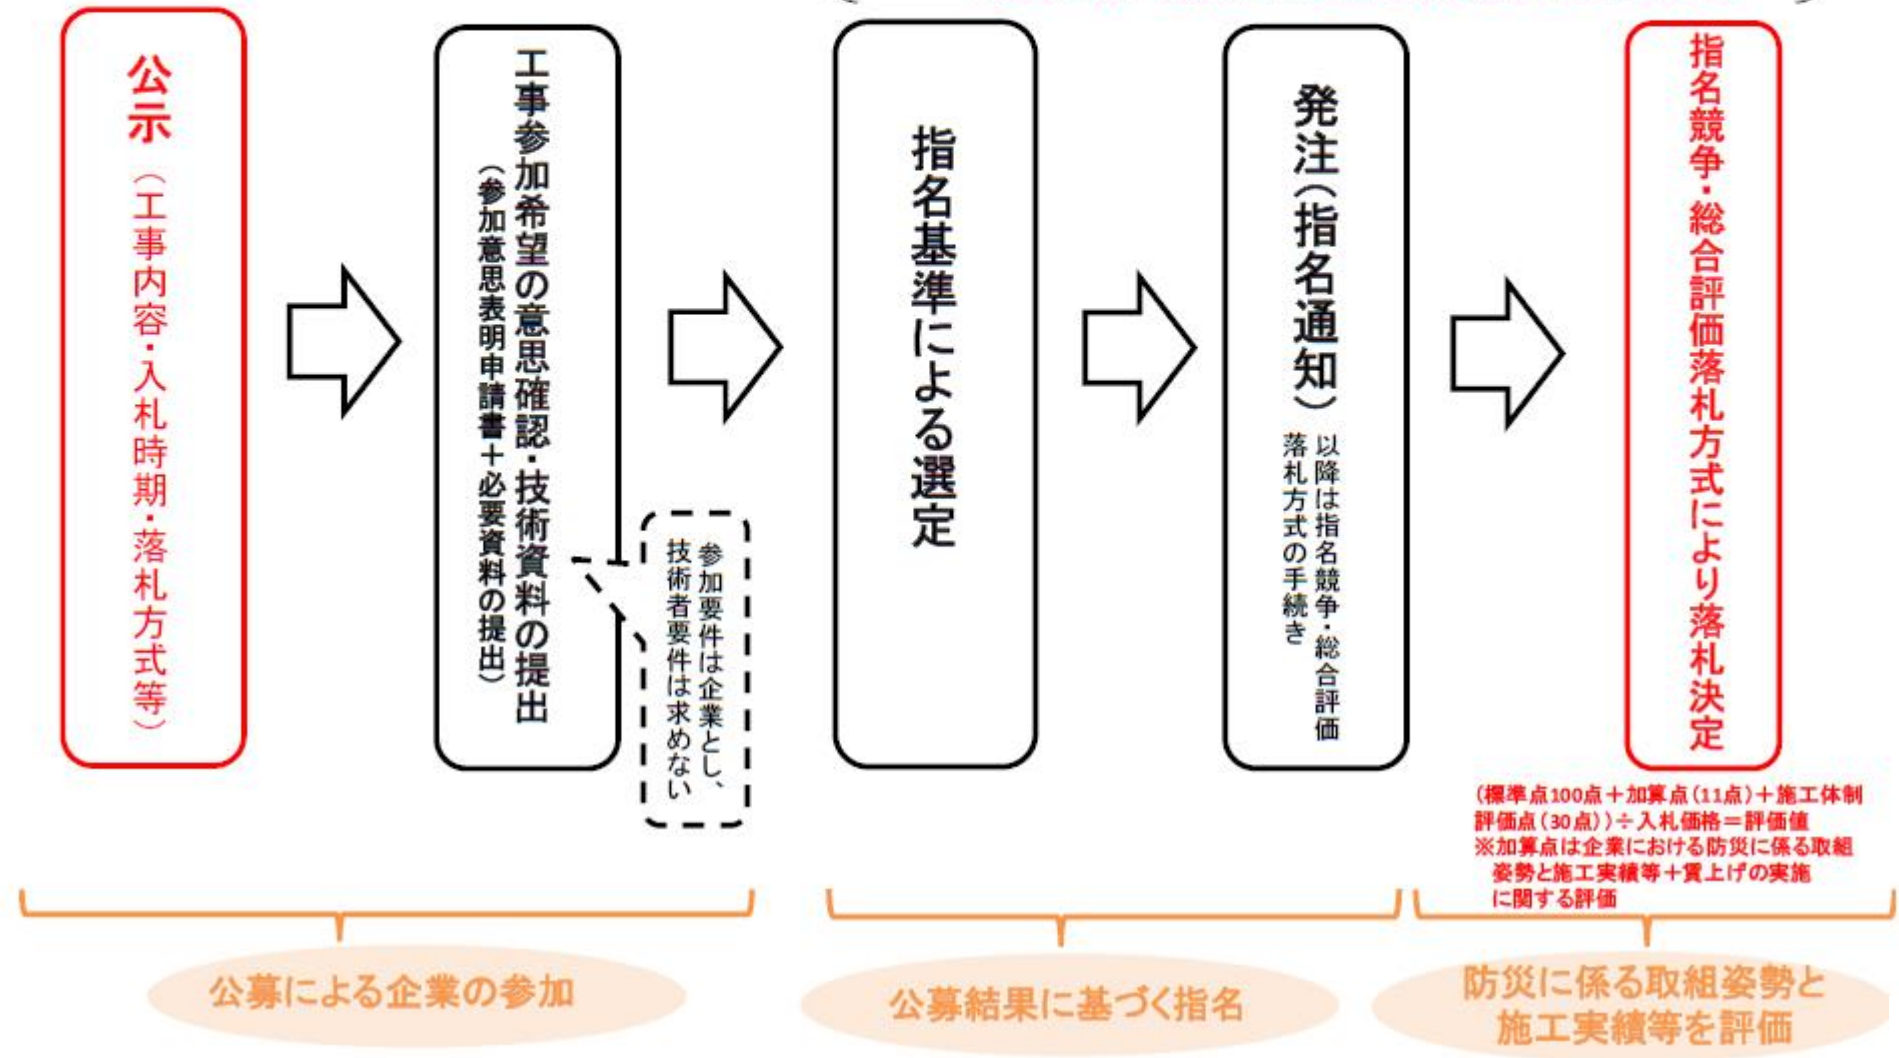 公示（工事内容・入札時期・落札方式等）
工事参加希望の意思確認・技術資料の提出
（参加意思表明申請書＋必要資料の提出）
参加要件は企業とし、
技術者要件は求めない
指名基準による選定
発注（指名通知）
以降は指名競争・総合評価
落札方式の手続き
指名競争・総合評価落札方式により落札決定
（標準点100点＋加算点（11点）＋施工体制
評価点（30点））÷入札価格＝評価値
※加算点は企業における防災に係る取組
姿勢と施工実績等＋賃上げの実施
に関する評価
公募による企業の参加
公募結果に基づく指名
防災に係る取組姿勢と
施工実績等を評価